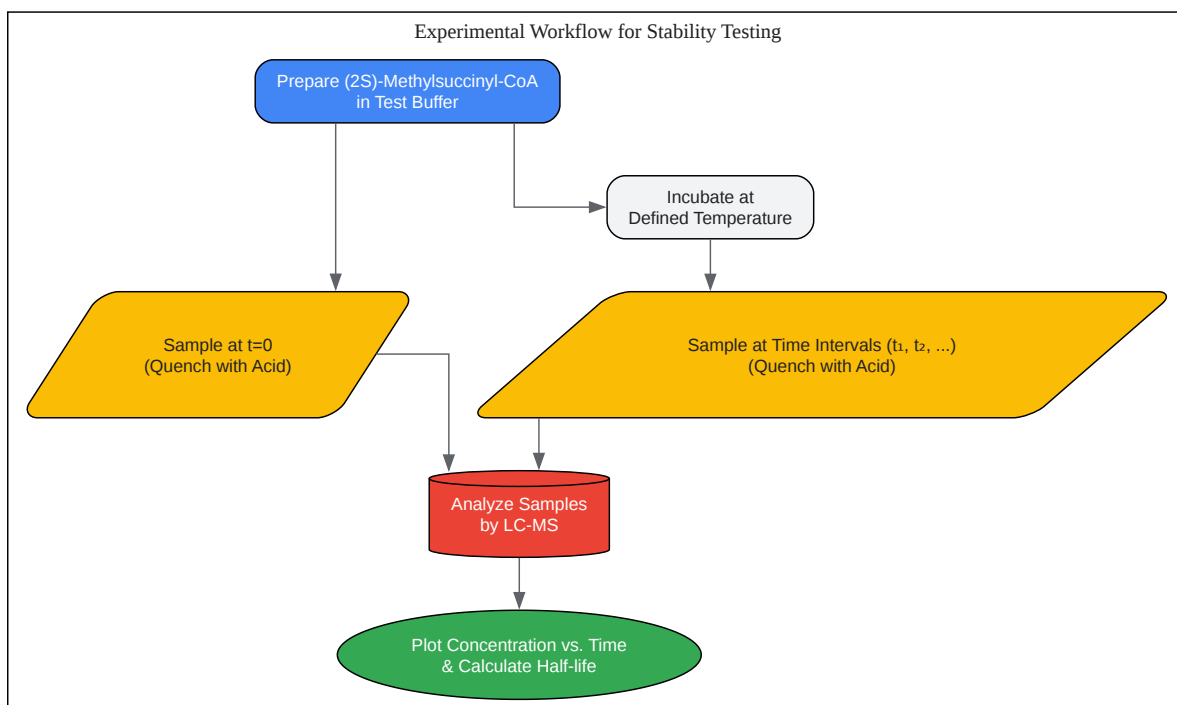 Experimental Workflow for Stability Testing
Prepare (2S)-Methylsuccinyl-CoA
in Test Buffer
Incubate at
Defined Temperature
Sample at t=0
(Quench with Acid)
Sample at Time Intervals (t₁, t₂, ...)
(Quench with Acid)
Analyze Samples
by LC-MS
Plot Concentration vs. Time
& Calculate Half-life